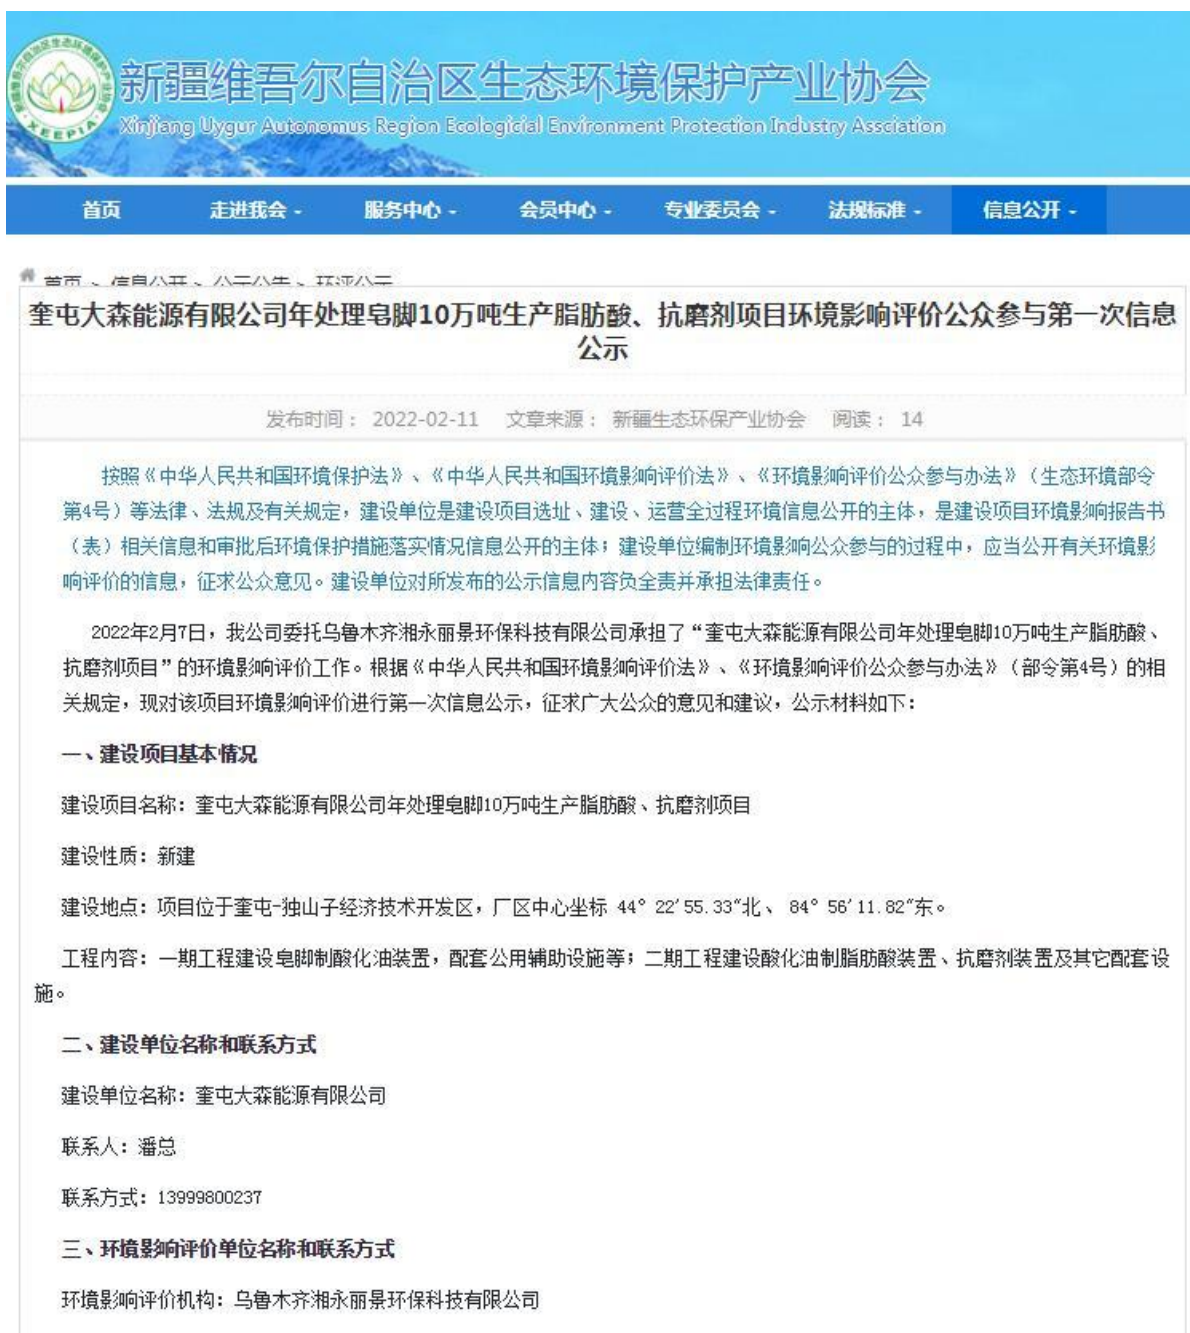 新疆维吾尔自治区生态环境保护产业协会
Xinjiang Uygur Autonomus Region Ecologicial Environment Protection Industry Assciation
XEEPIA
首页 走进我会 服务中心 会员中心 专业委员会 法规标准 信息公开
首页 > 信息公开 > 公示公告 > 环评公示
奎屯大森能源有限公司年处理皂脚10万吨生产脂肪酸、抗磨剂项目环境影响评价公众参与第一次信息
公示
发布时间： 2022-02-11 文章来源： 新疆生态环保产业协会 阅读： 14
按照《中华人民共和国环境保护法》、《中华人民共和国环境影响评价法》、《环境影响评价公众参与办法》（生态环境部令
第4号）等法律、法规及有关规定，建设单位是建设项目选址、建设、运营全过程环境信息公开的主体，是建设项目环境影响报告书
（表）相关信息和审批后环境保护措施落实情况信息公开的主体；建设单位编制环境影响公众参与的过程中，应当公开有关环境影
响评价的信息，征求公众意见。建设单位对所发布的公示信息内容负全责并承担法律责任。
2022年2月7日，我公司委托乌鲁木齐湘永丽景环保科技有限公司承担了“奎屯大森能源有限公司年处理皂脚10万吨生产脂肪酸、
抗磨剂项目”的环境影响评价工作。根据《中华人民共和国环境影响评价法》、《环境影响评价公众参与办法》（部令第4号）的相
关规定，现对该项目环境影响评价进行第一次信息公示，征求广大公众的意见和建议，公示材料如下：
一、建设项目基本情况
建设项目名称：奎屯大森能源有限公司年处理皂脚10万吨生产脂肪酸、抗磨剂项目
建设性质：新建
建设地点：项目位于奎屯-独山子经济技术开发区，厂区中心坐标 44° 22′55.33″北、 84° 56′11.82″东。
工程内容：一期工程建设皂脚制酸化油装置，配套公用辅助设施等；二期工程建设酸化油制脂肪酸装置、抗磨剂装置及其它配套设
施。
二、建设单位名称和联系方式
建设单位名称：奎屯大森能源有限公司
联系人：潘总
联系方式：13999800237
三、环境影响评价单位名称和联系方式
环境影响评价机构：乌鲁木齐湘永丽景环保科技有限公司